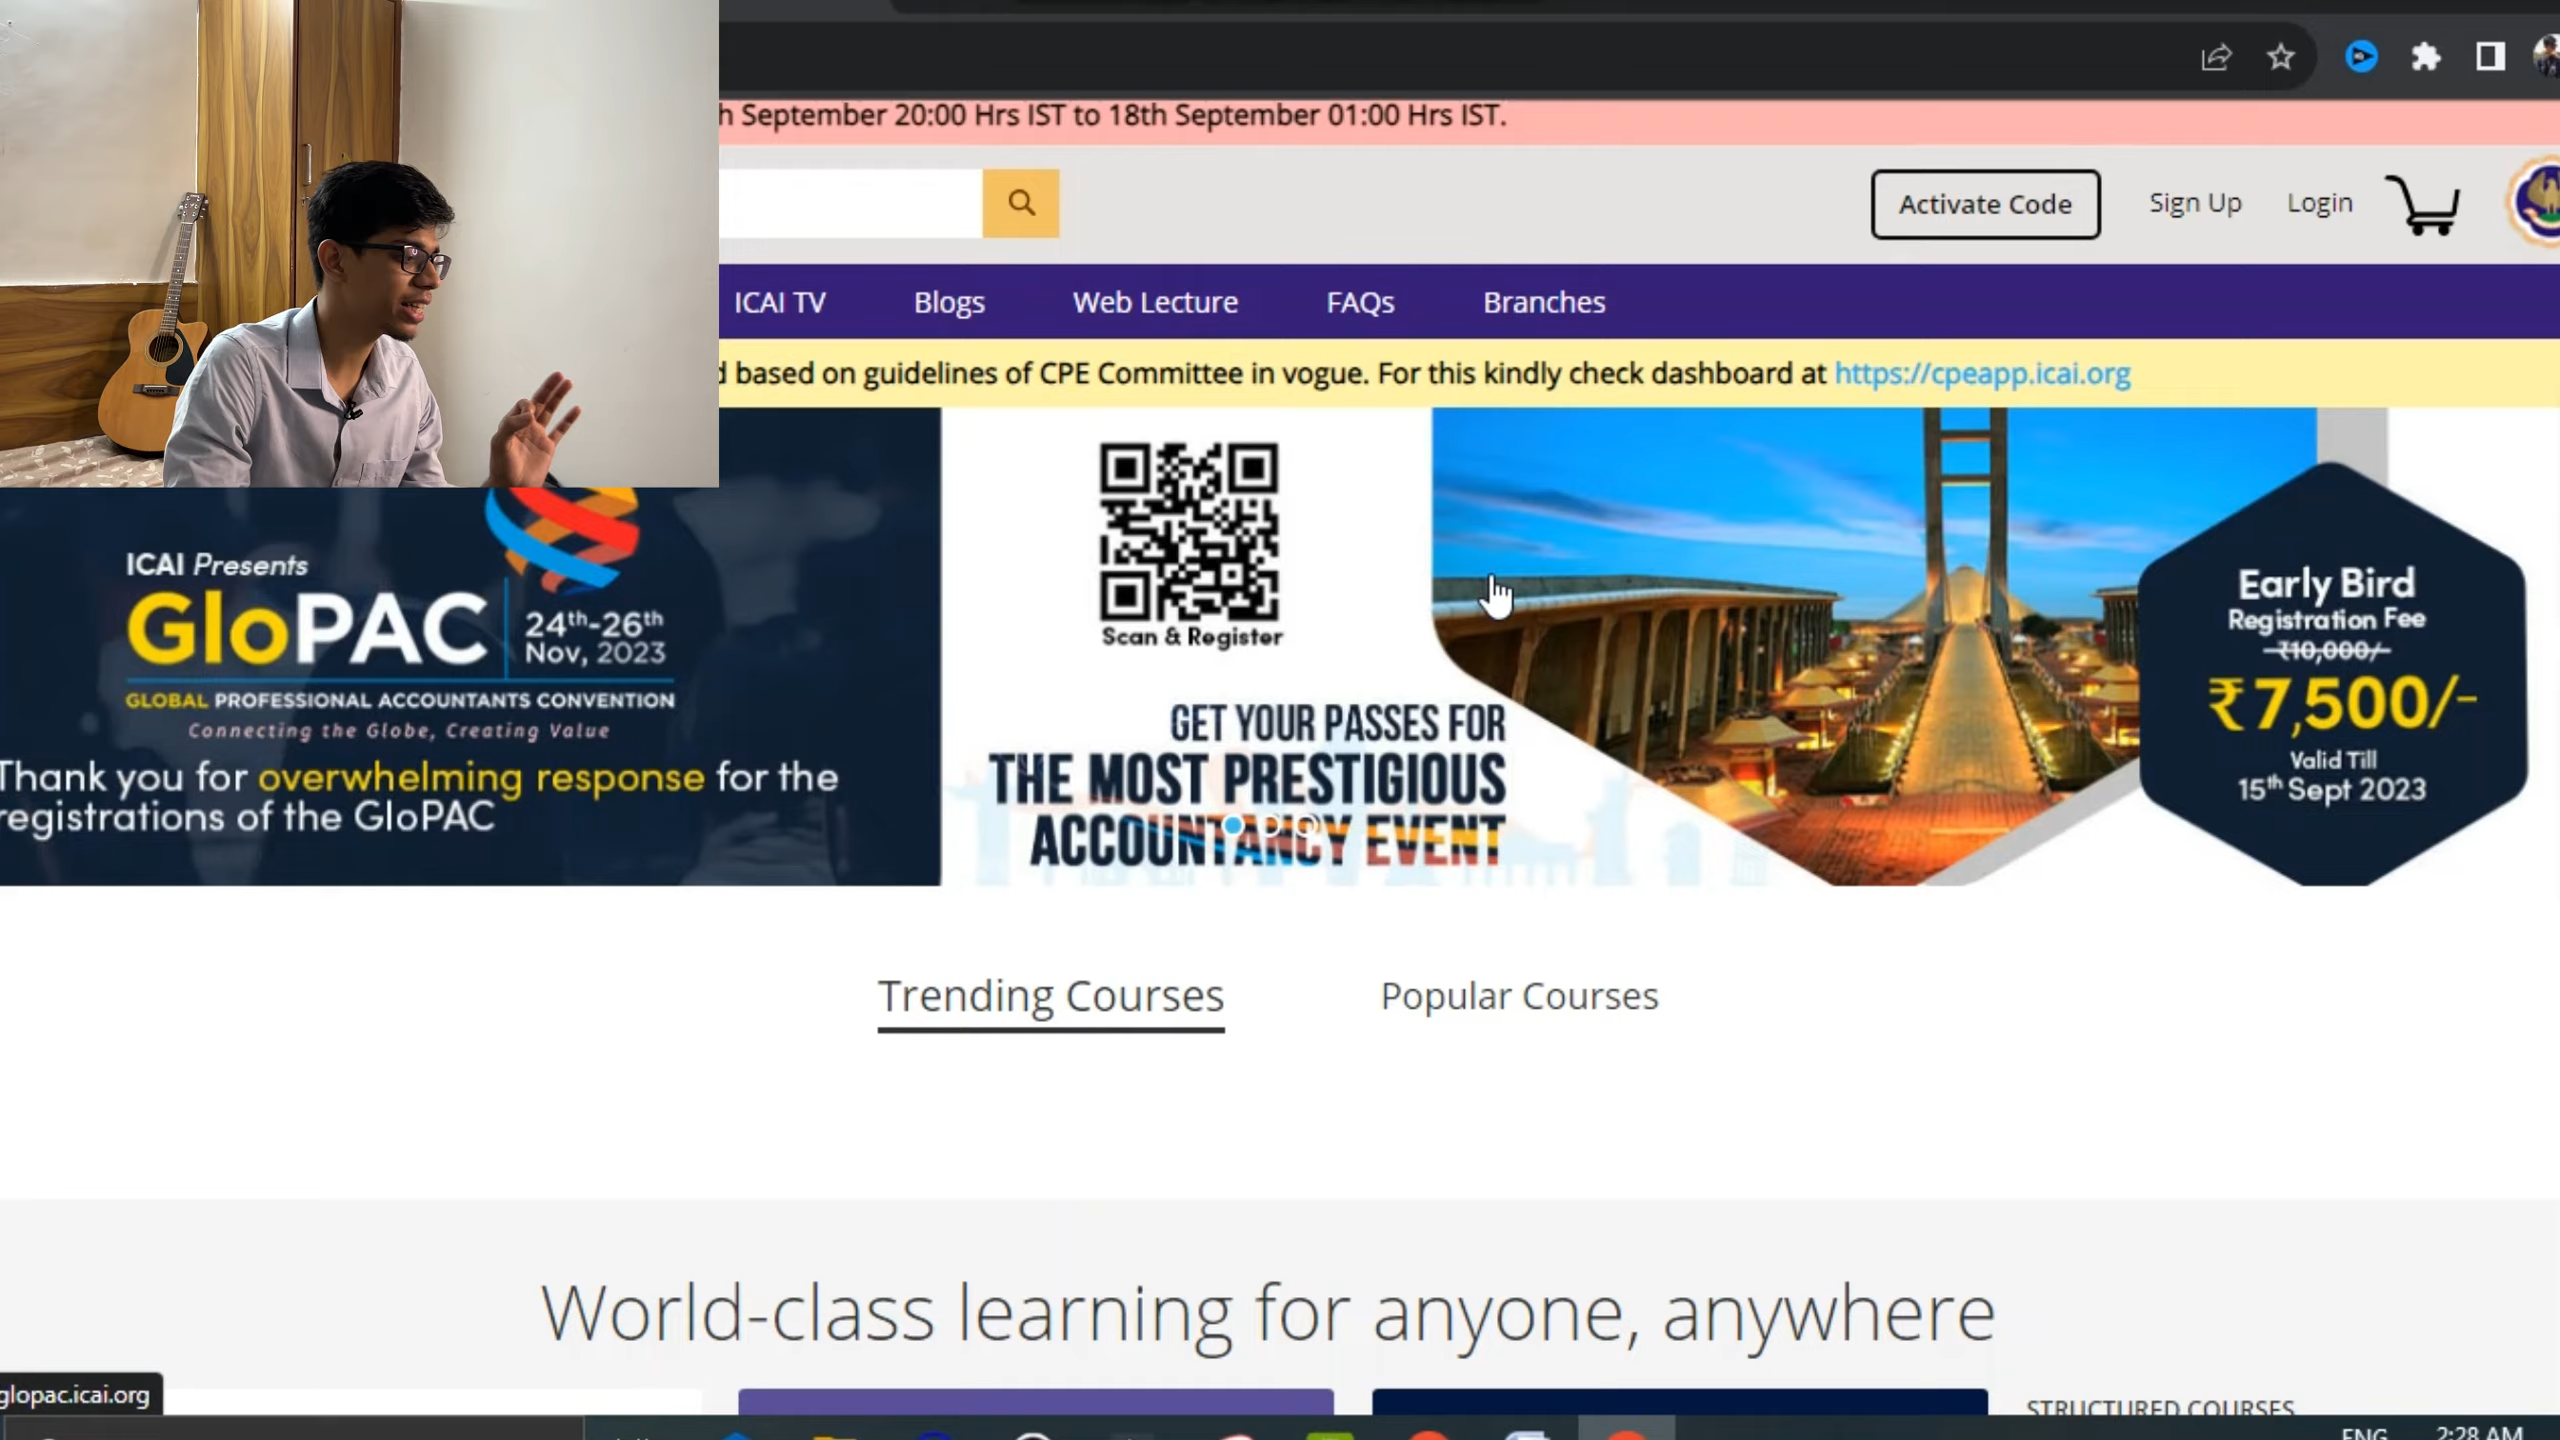 September 20:00 Hrs IST to 18th September 01:00 Hrs IST.
Activate Code
Sign Up
Login
ICAI TV
Blogs
Web Lecture
FAQs
Branches
based on guidelines of CPE Committee in vogue. For this kindly check dashboard at https://cpeapp.icai.org
ICAI Presents
GloPAC
24th-26th
Nov, 2023
GLOBAL PROFESSIONAL ACCOUNTANTS CONVENTION
Connecting the Globe, Creating Value
Thank you for overwhelming response for the
registrations of the GloPAC
Scan & Register
GET YOUR PASSES FOR
THE MOST PRESTIGIOUS
ACCOUNTANCY EVENT
Early Bird
Registration Fee
₹10,000/-
₹7,500/-
Valid Till
15th Sept 2023
Trending Courses
Popular Courses
World-class learning for anyone, anywhere
glopac.icai.org
STRUCTURED COURSES
ENG
2:28 AM